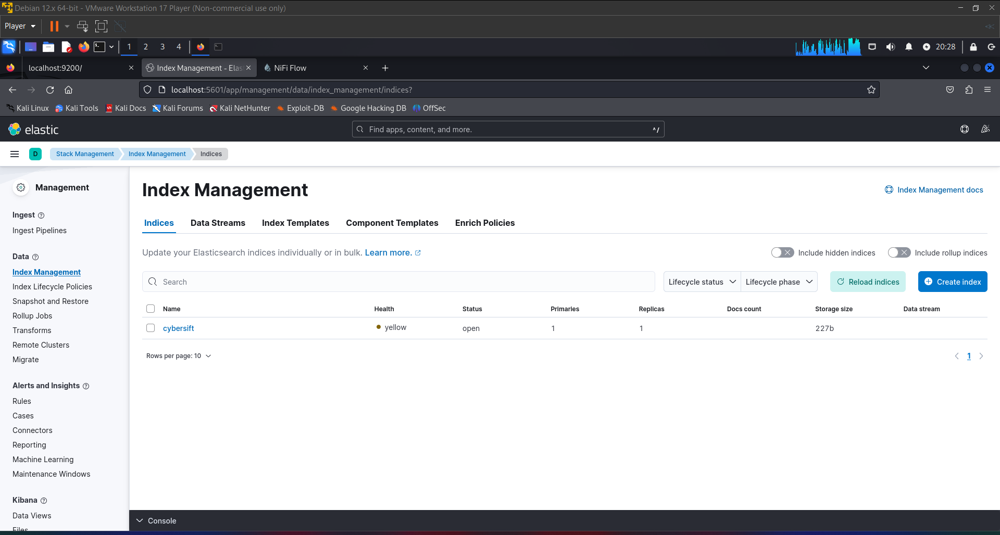 Debian 12.x 64-bit - VMware Workstation 17 Player (Non-commercial use only)
Player
1 2 3 4 20:28
localhost:9200/ Index Management - Elas NiFi Flow
localhost:5601/app/management/data/index_management/indices?
Kali Linux Kali Tools Kali Docs Kali Forums Kali NetHunter Exploit-DB Google Hacking DB OffSec
elastic Find apps, content, and more. ^/
D Stack Management Index Management Indices
Management
Ingest
Ingest Pipelines
Data
Index Management
Index Lifecycle Policies
Snapshot and Restore
Rollup Jobs
Transforms
Remote Clusters
Migrate
Alerts and Insights
Rules
Cases
Connectors
Reporting
Machine Learning
Maintenance Windows
Kibana
Data Views
Files
Index Management
Index Management docs
Indices Data Streams Index Templates Component Templates Enrich Policies
Update your Elasticsearch indices individually or in bulk. Learn more.
Include hidden indices Include rollup indices
Search Lifecycle status Lifecycle phase Reload indices Create index
Name Health Status Primaries Replicas Docs count Storage size Data stream
cybersift yellow open 1 1 227b
Rows per page: 10 1
Console